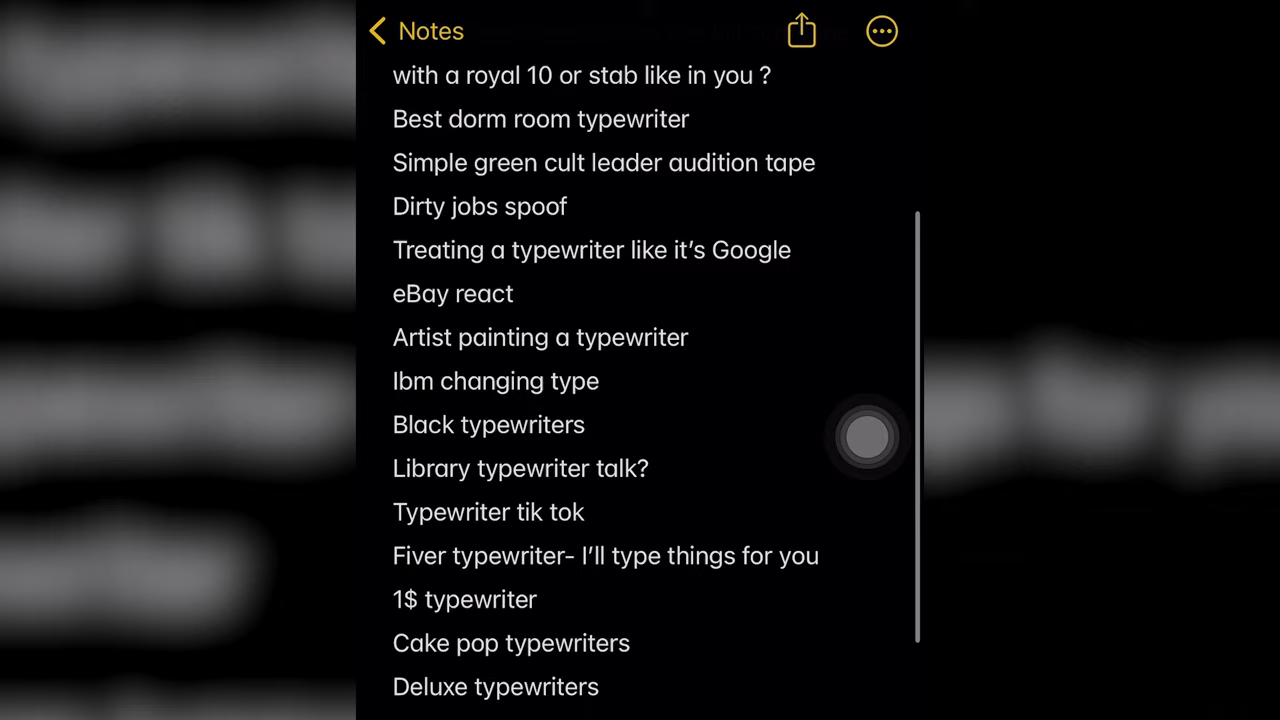 Notes
with a royal 10 or stab like in you ?
Best dorm room typewriter
Simple green cult leader audition tape
Dirty jobs spoof
Treating a typewriter like it’s Google
eBay react
Artist painting a typewriter
Ibm changing type
Black typewriters
Library typewriter talk?
Typewriter tik tok
Fiver typewriter- I’ll type things for you
1$ typewriter
Cake pop typewriters
Deluxe typewriters